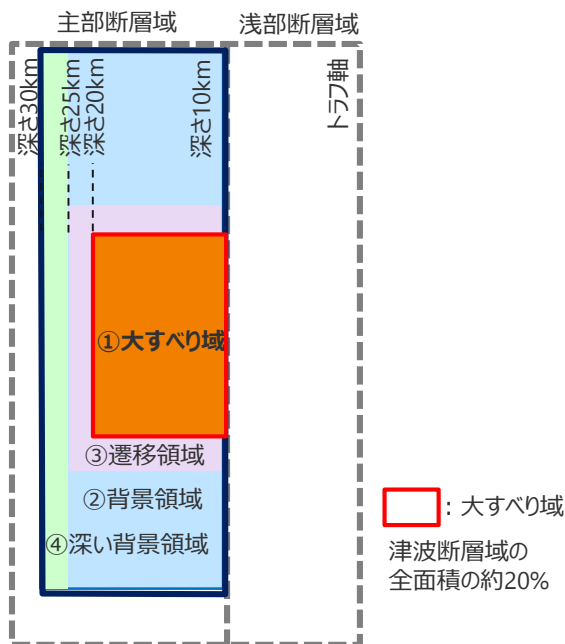 主部断層域
浅部断層域
深さ30km
深さ25km
深さ20km
深さ10km
トラフ軸
①大すべり域
③遷移領域
②背景領域
④深い背景領域
：大すべり域
津波断層域の
全面積の約20%